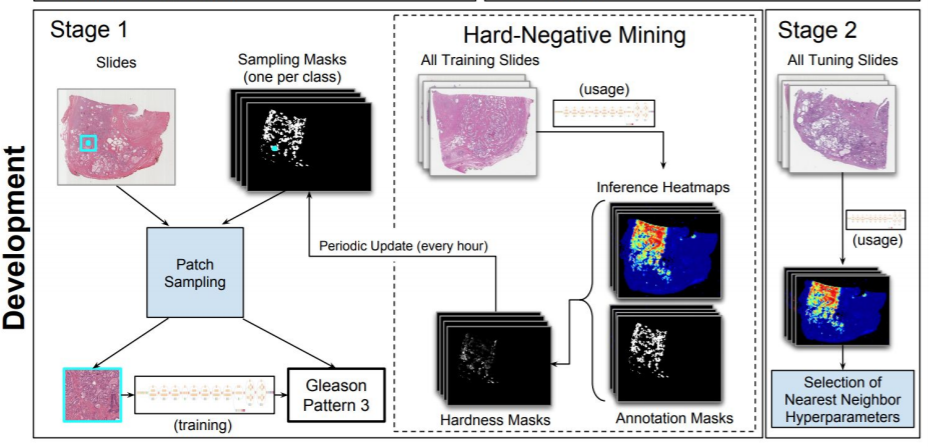 Development
Stage 1
Slides
Sampling Masks
(one per class)
Patch
Sampling
(training)
Gleason
Pattern 3
Periodic Update (every hour)
Hard-Negative Mining
All Training Slides
(usage)
Inference Heatmaps
Hardness Masks
Annotation Masks
Stage 2
All Tuning Slides
(usage)
Selection of
Nearest Neighbor
Hyperparameters